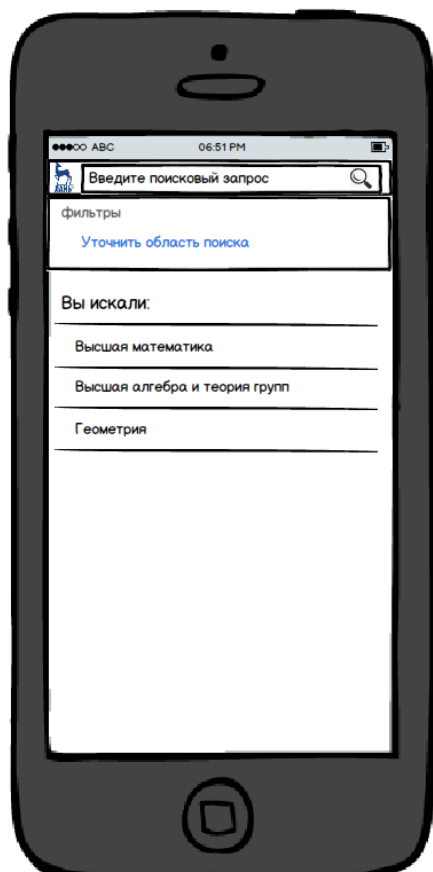 ABC 06:51 PM
ЛАНЬ Введите поисковый запрос
фильтры
Уточнить область поиска
Вы искали:
Высшая математика
Высшая алгебра и теория групп
Геометрия